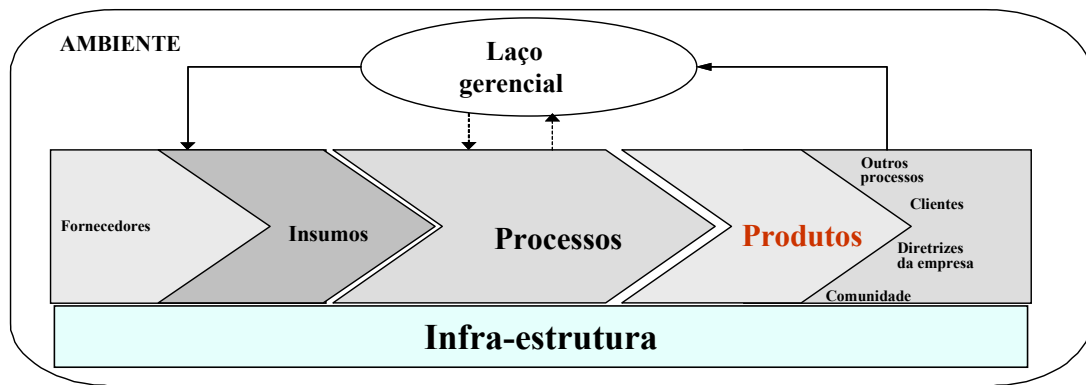 AMBIENTE
Laço
gerencial
Fornecedores
Insumos
Processos
Produtos
Outros
processos
Clientes
Diretrizes
da empresa
Comunidade
Infra-estrutura